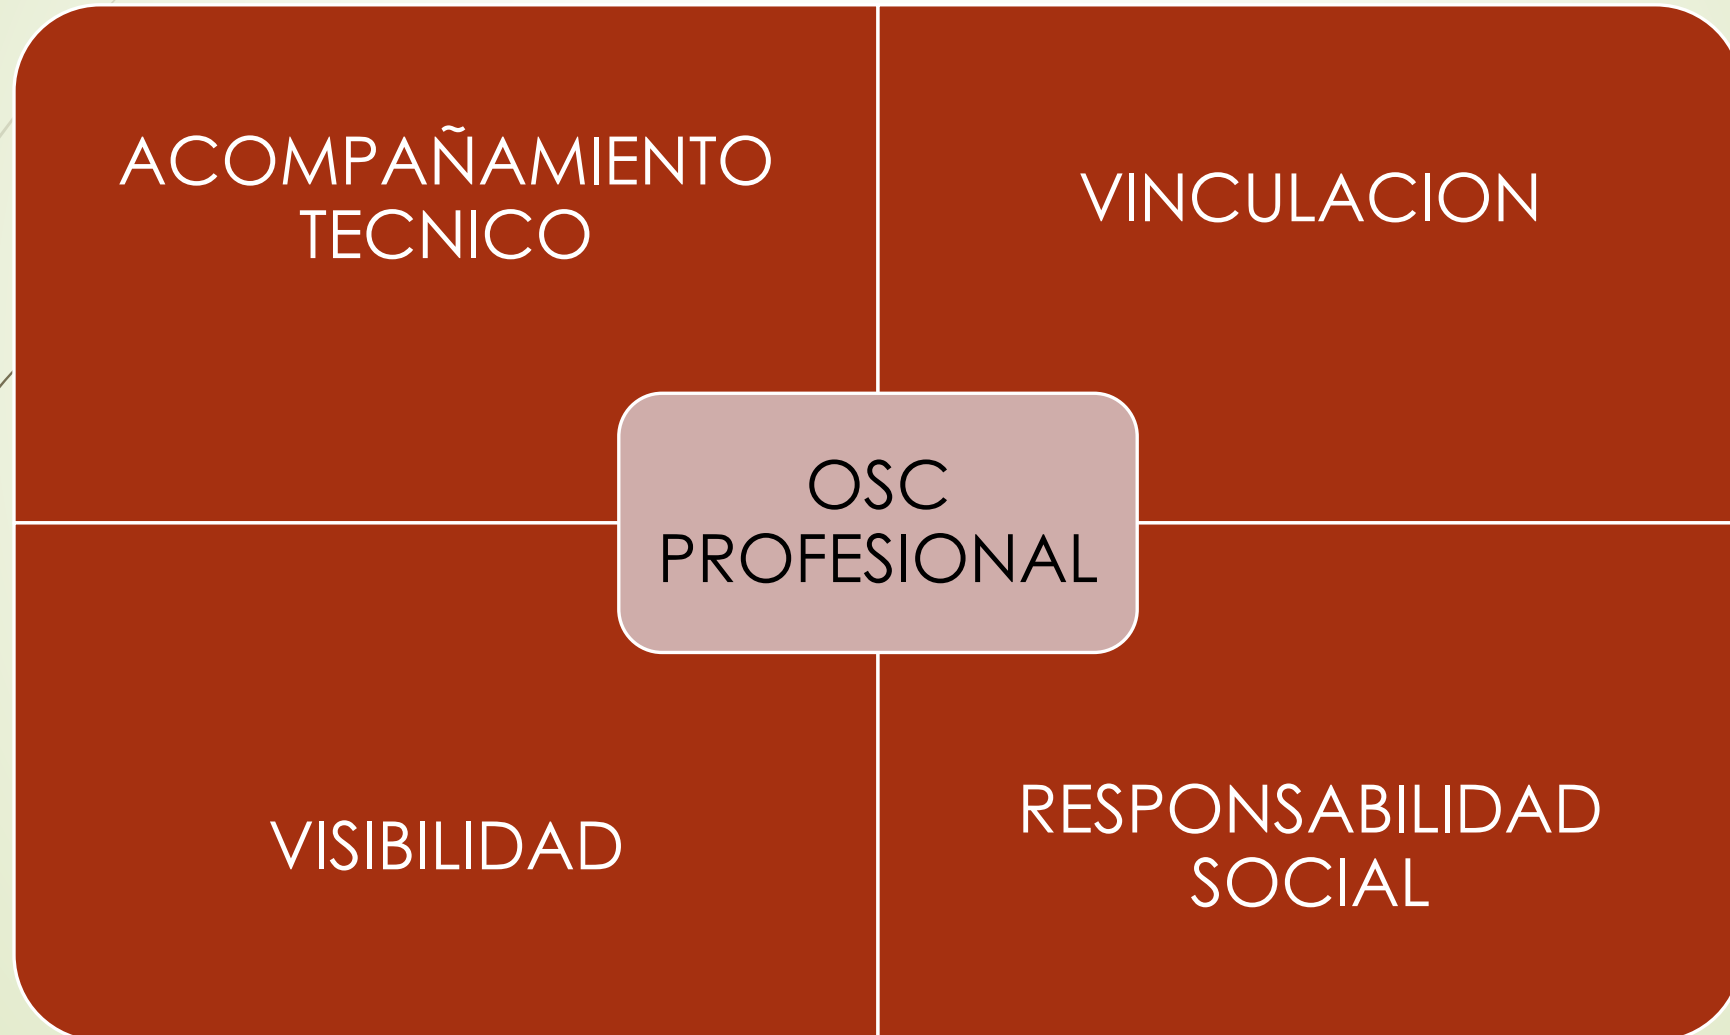 ACOMPAÑAMIENTO
TECNICO
VINCULACION
OSC
PROFESIONAL
VISIBILIDAD
RESPONSABILIDAD
SOCIAL